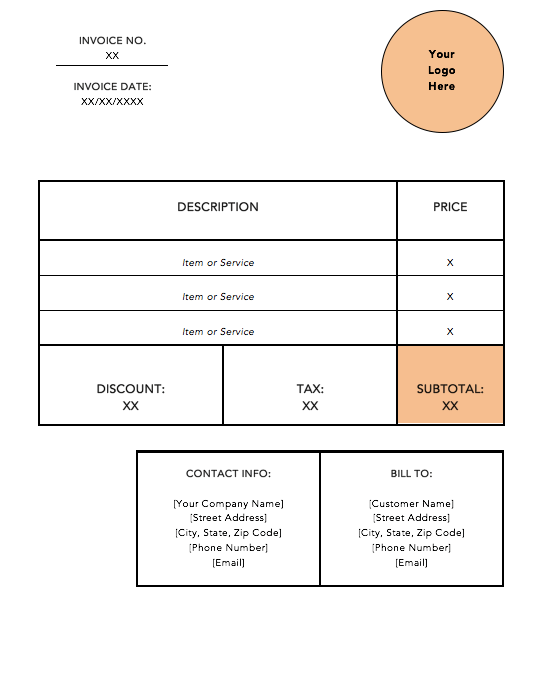 INVOICE NO.
XX
INVOICE DATE:
XX/XX/XXXX
Your
Logo
Here
DESCRIPTION PRICE
Item or Service X
Item or Service X
Item or Service X
DISCOUNT: TAX: SUBTOTAL:
XX XX XX
CONTACT INFO: BILL TO:
[Your Company Name] [Customer Name]
[Street Address] [Street Address]
[City, State, Zip Code] [City, State, Zip Code]
[Phone Number] [Phone Number]
[Email] [Email]